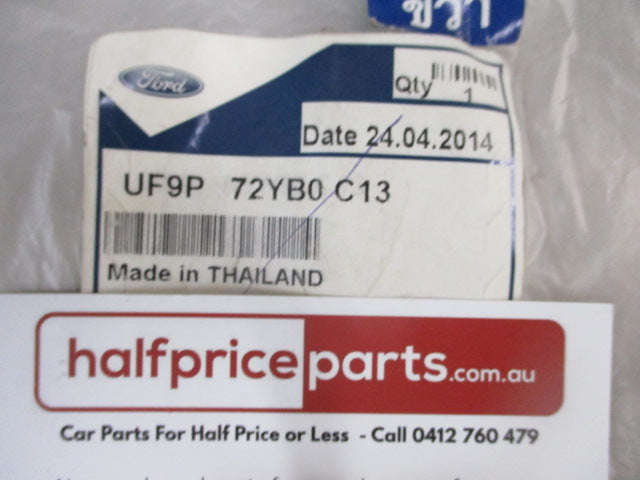 ขวา
Ford
Qty 1
Date 24.04.2014
UF9P 72YB0 C13
Made in THAILAND
halfpriceparts.com.au
Car Parts For Half Price or Less - Call 0412 760 479